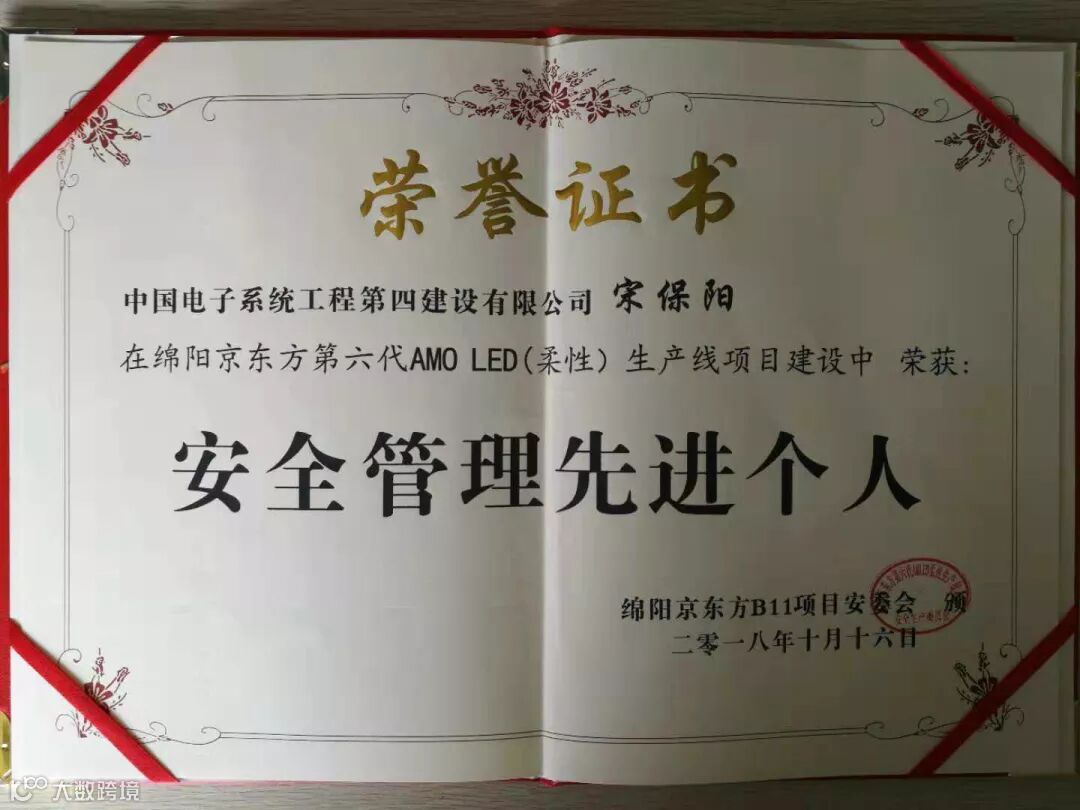 荣誉证书
中国电子系统工程第四建设有限公司 宋保阳
在绵阳京东方第六代AMO LED(柔性）生产线项目建设中 荣获：
安全管理先进个人
绵阳京东方B11项目安委会 颁
二零一八年十月十六日
大数跨境